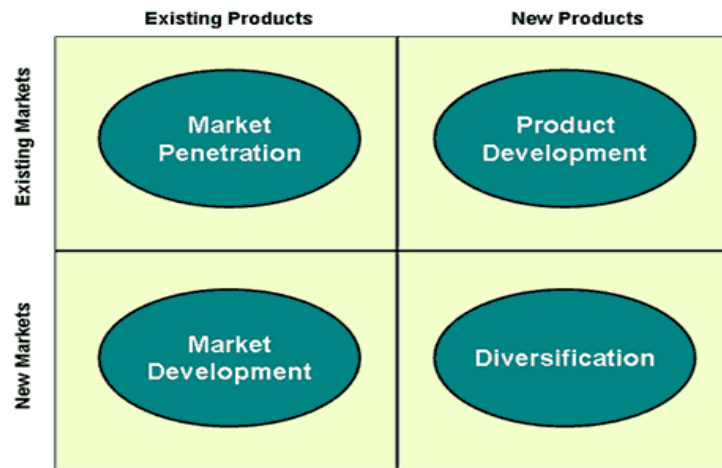 Existing Products
New Products
Existing Markets
Market
Penetration
Product
Development
New Markets
Market
Development
Diversification